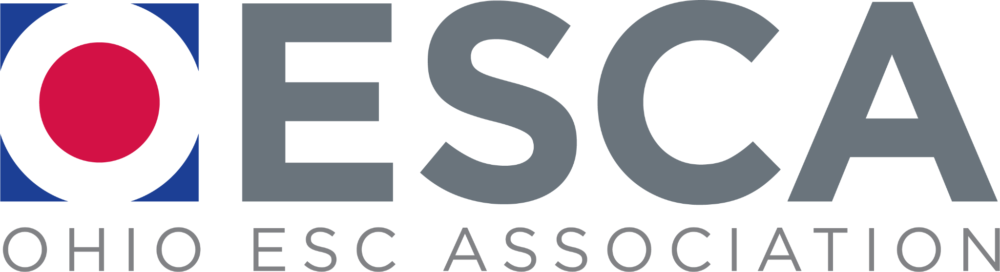 OESCA
OHIO ESC ASSOCIATION